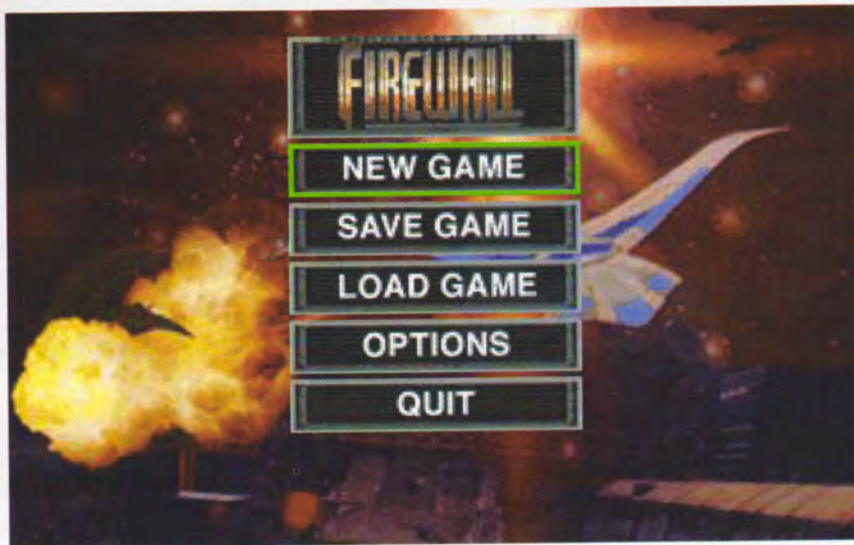 FIREWALL
NEW GAME
SAVE GAME
LOAD GAME
OPTIONS
QUIT